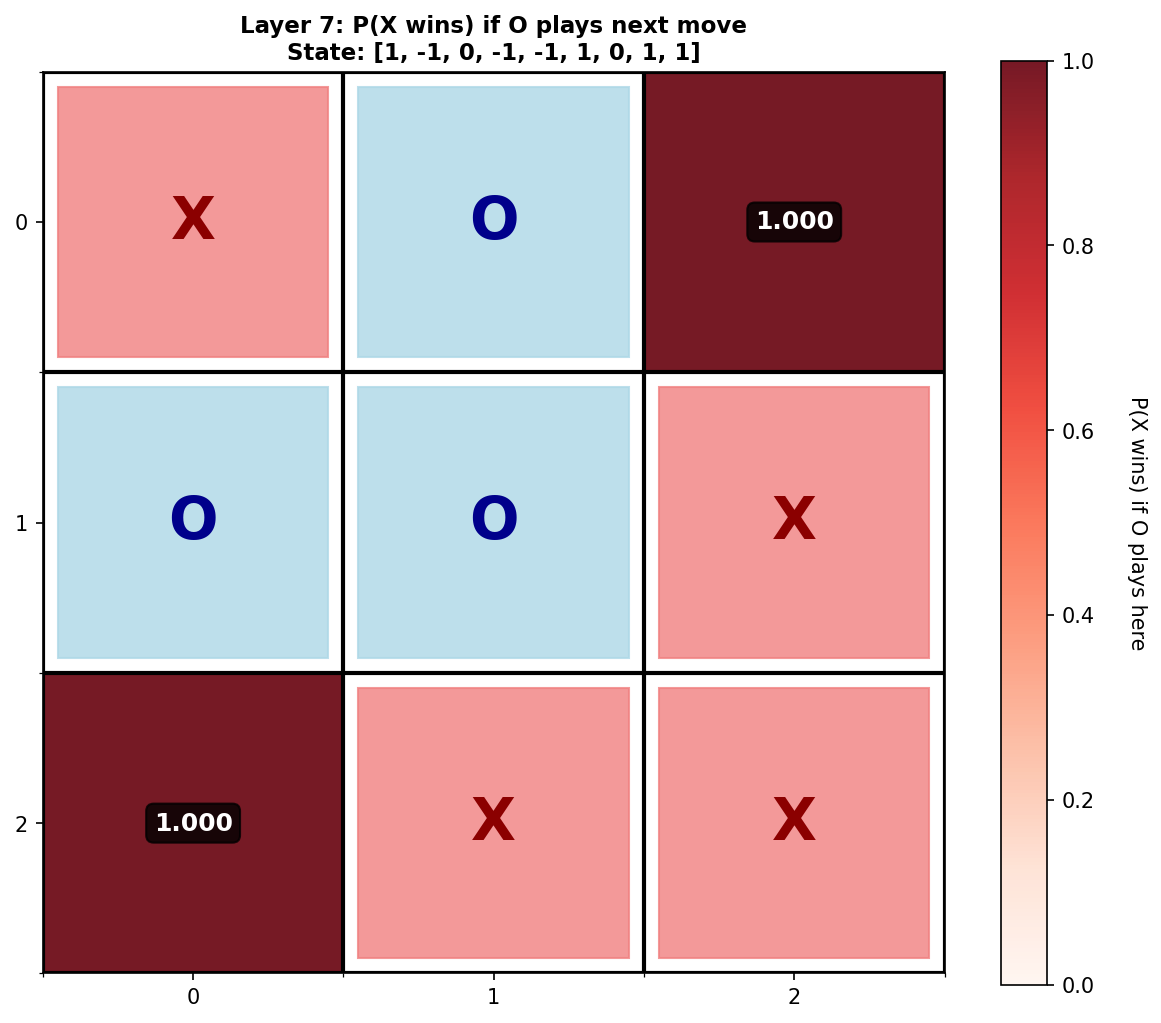 Layer 7: P(X wins) if O plays next move
State: [1, -1, 0, -1, -1, 1, 0, 1, 1]
0
X
O
1.000
1
O
O
X
2
1.000
X
X
0
1
2
1.0
0.8
0.6
0.4
0.2
0.0
P(X wins) if O plays here